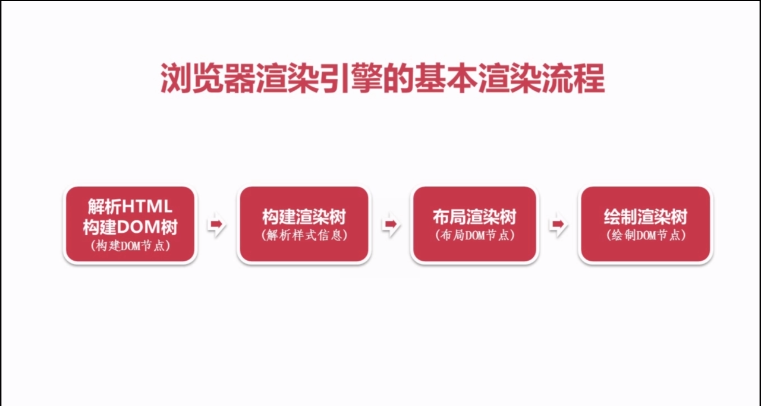 浏览器渲染引擎的基本渲染流程
解析HTML
构建DOM树
(构建DOM节点)
构建渲染树
(解析样式信息)
布局渲染树
(布局DOM节点)
绘制渲染树
(绘制DOM节点)